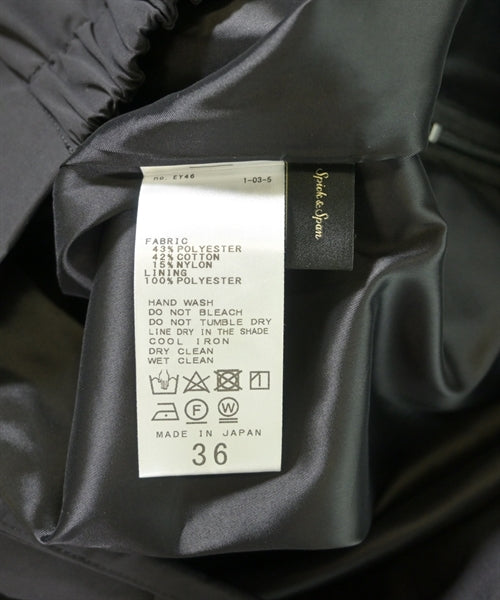 no. EY46 1-03-5
FABRIC
43% POLYESTER
42% COTTON
15% NYLON
LINING
100% POLYESTER
HAND WASH
DO NOT BLEACH
DO NOT TUMBLE DRY
LINE DRY IN THE SHADE
COOL IRON
DRY CLEAN
WET CLEAN
F
W
MADE IN JAPAN
36
Spick & Span